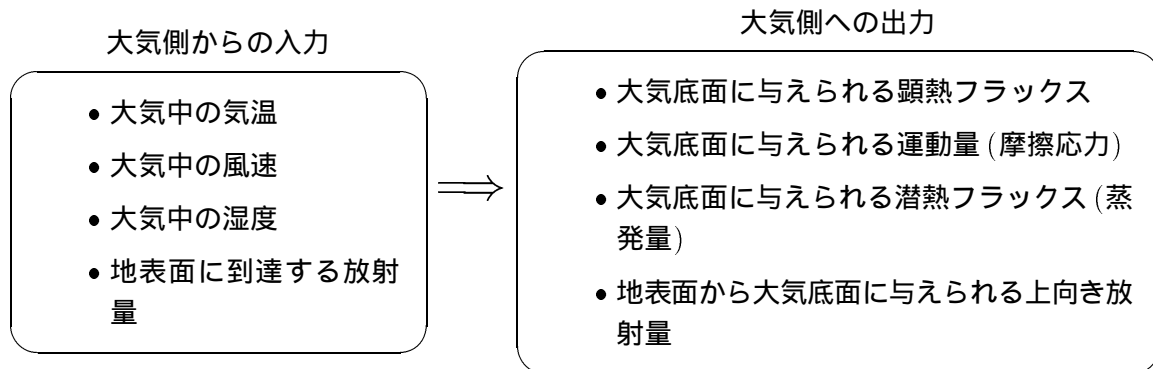 大気側からの入力
• 大気中の気温
• 大気中の風速
• 大気中の湿度
• 地表面に到達する放射
量
⟹
大気側への出力
• 大気底面に与えられる顕熱フラックス
• 大気底面に与えられる運動量 (摩擦応力)
• 大気底面に与えられる潜熱フラックス (蒸
発量)
• 地表面から大気底面に与えられる上向き放
射量